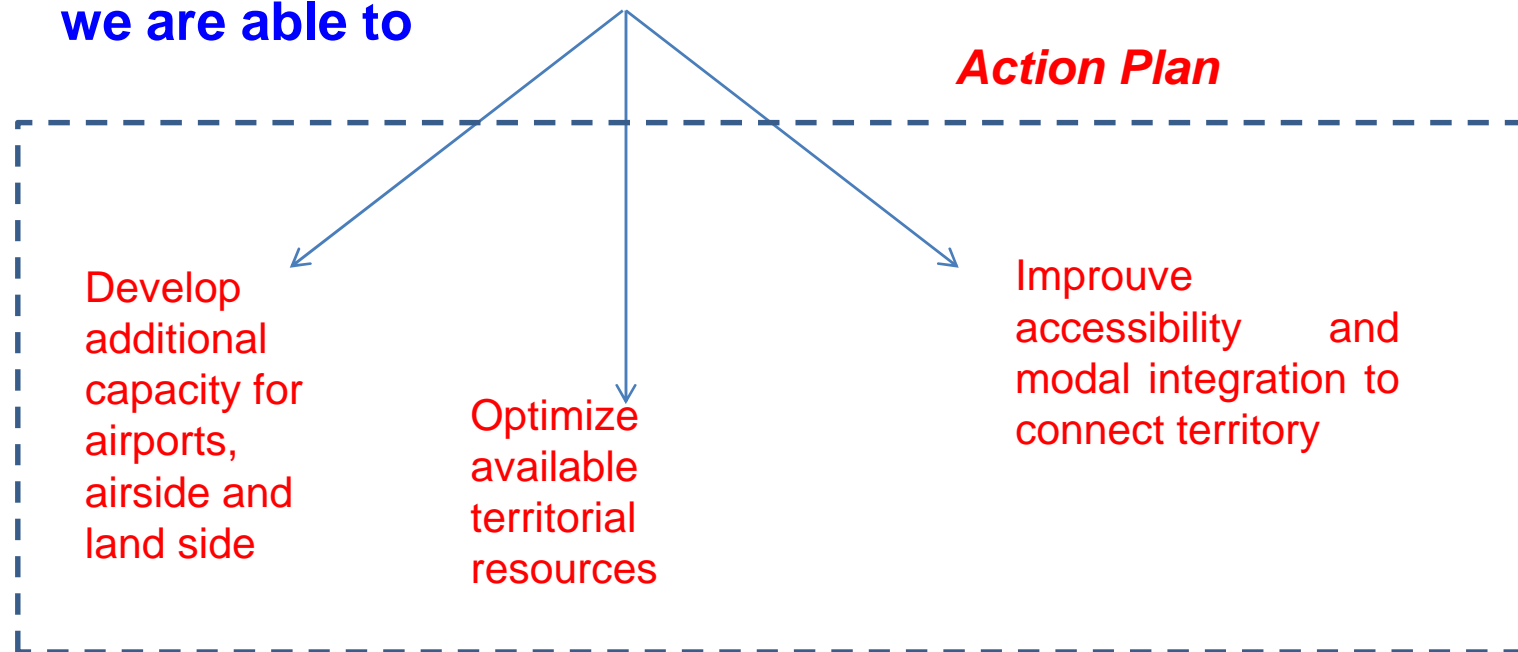 we are able to
Action Plan
Develop
additional
capacity for
airports,
airside and
land side
Optimize
available
territorial
resources
Improuve
accessibility and
modal integration to
connect territory